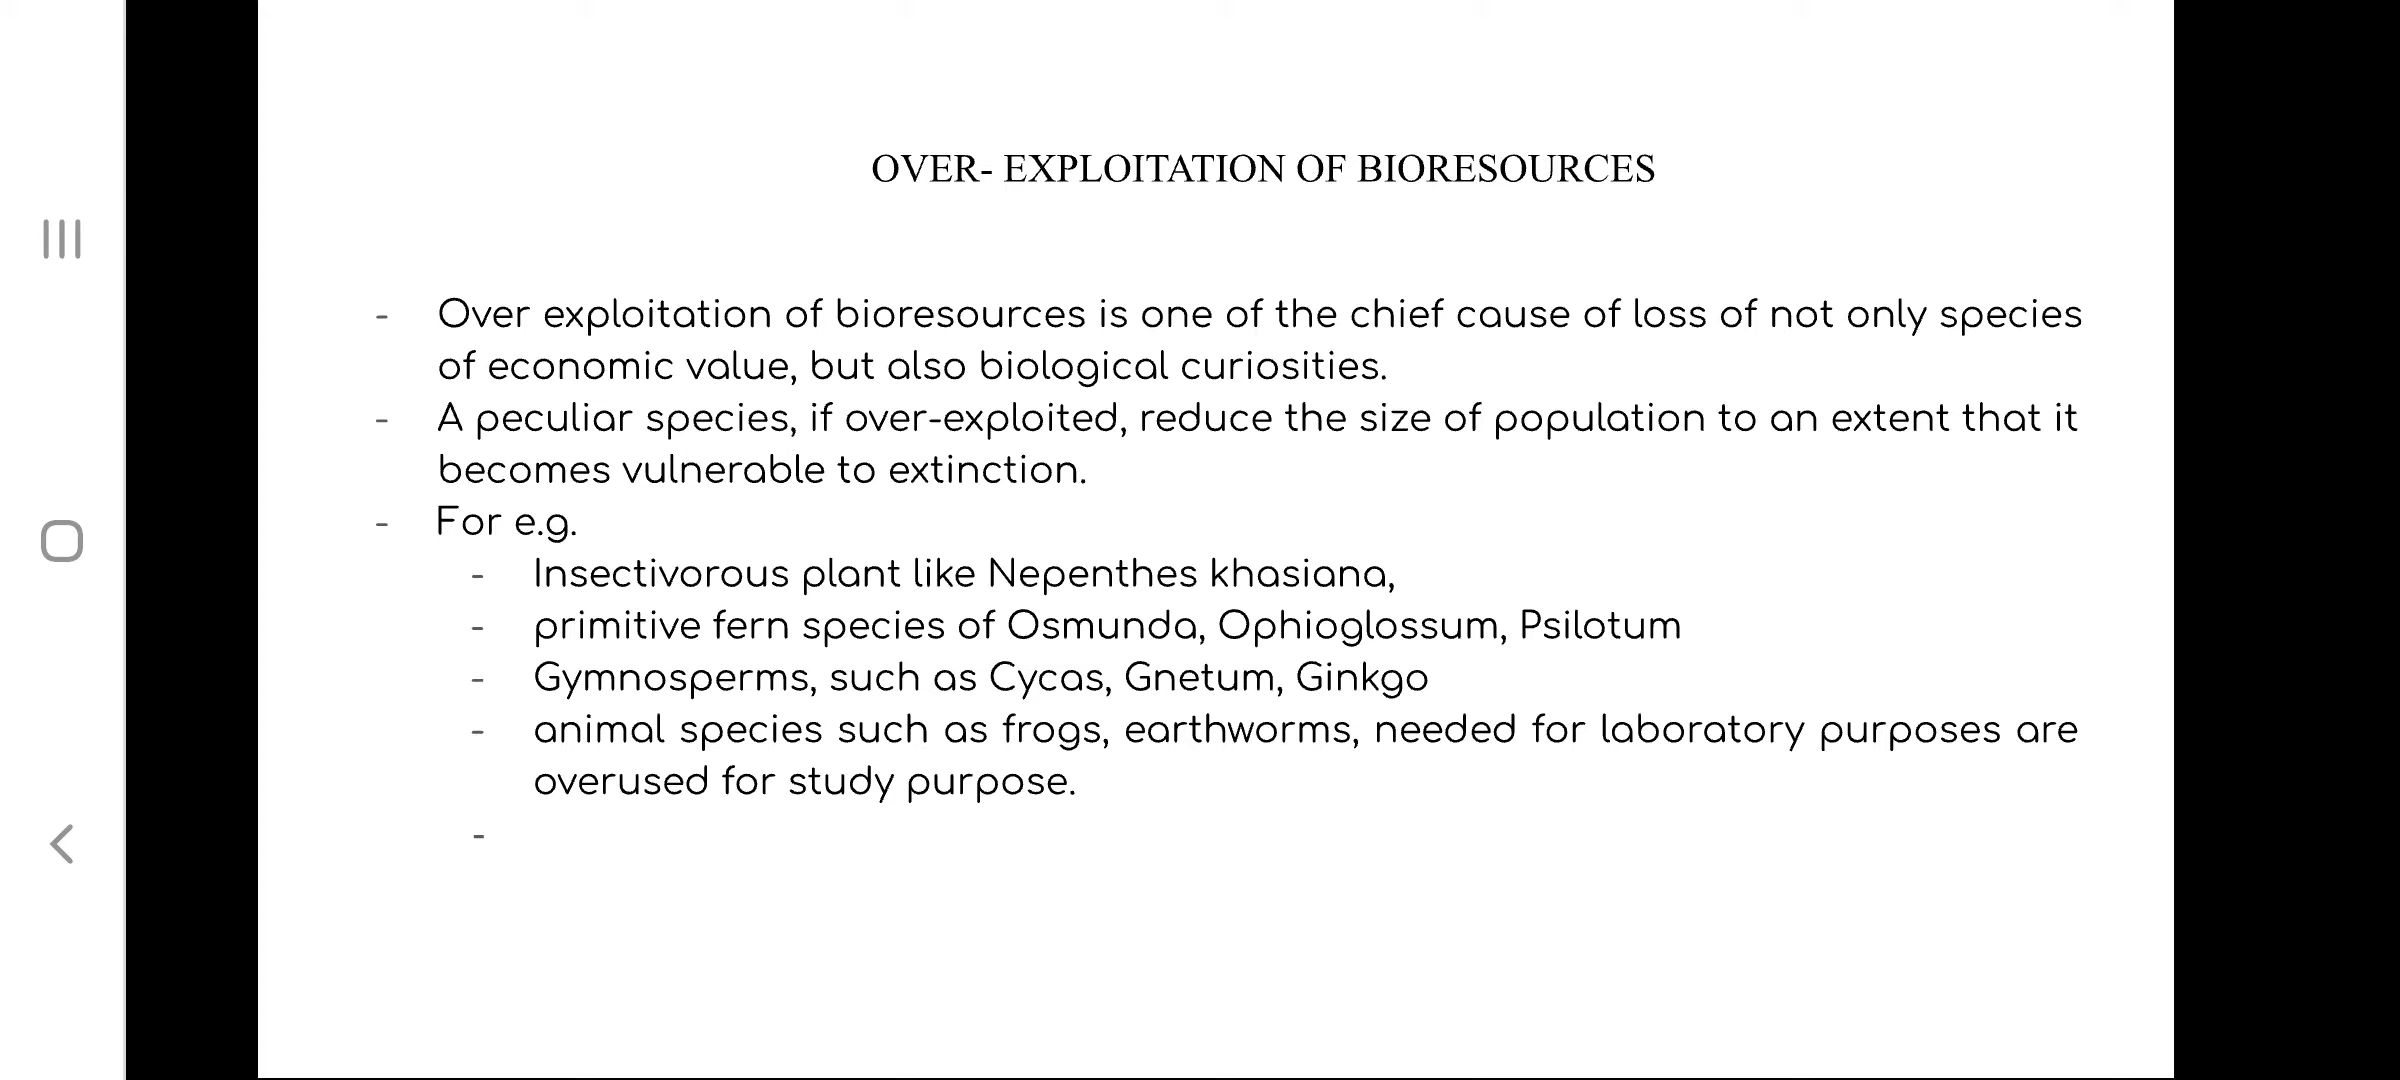 OVER- EXPLOITATION OF BIORESOURCES
- Over exploitation of bioresources is one of the chief cause of loss of not only species
of economic value, but also biological curiosities.
- A peculiar species, if over-exploited, reduce the size of population to an extent that it
becomes vulnerable to extinction.
- For e.g.
- Insectivorous plant like Nepenthes khasiana,
- primitive fern species of Osmunda, Ophioglossum, Psilotum
- Gymnosperms, such as Cycas, Gnetum, Ginkgo
- animal species such as frogs, earthworms, needed for laboratory purposes are
overused for study purpose.
-